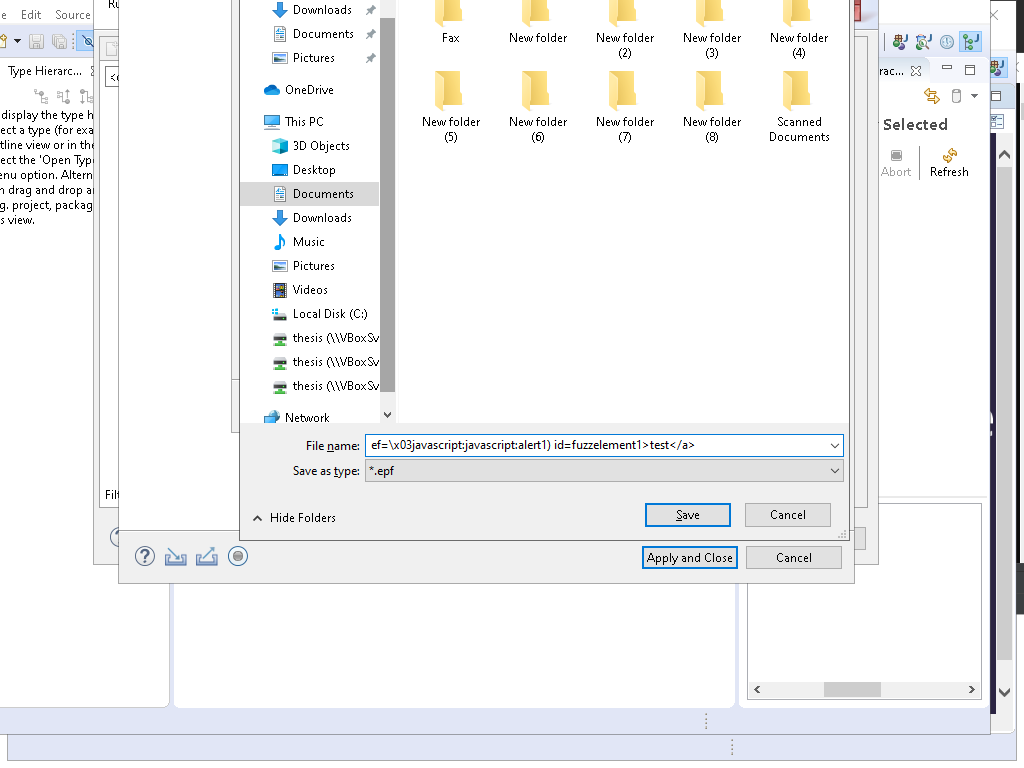 Edit Source
Type Hierarc...
display the type h
ect a type (for exa
tline view or in the
ect the 'Open Type
enu option. Altern
n drag and drop a
g. project, packag
s view.
Downloads
Documents
Pictures
OneDrive
This PC
3D Objects
Desktop
Documents
Downloads
Music
Pictures
Videos
Local Disk (C:)
thesis (\\VBoxSv
thesis (\\VBoxSv
thesis (\\VBoxSv
Network
Fax
New folder
New folder
(2)
New folder
(3)
New folder
(4)
New folder
(5)
New folder
(6)
New folder
(7)
New folder
(8)
Scanned
Documents
rac...
Selected
Abort
Refresh
File name: ef=\x03javascript:javascript:alert1) id=fuzzelement1>test</a>
Save as type: *.epf
Hide Folders
Save
Cancel
Filt
Apply and Close
Cancel